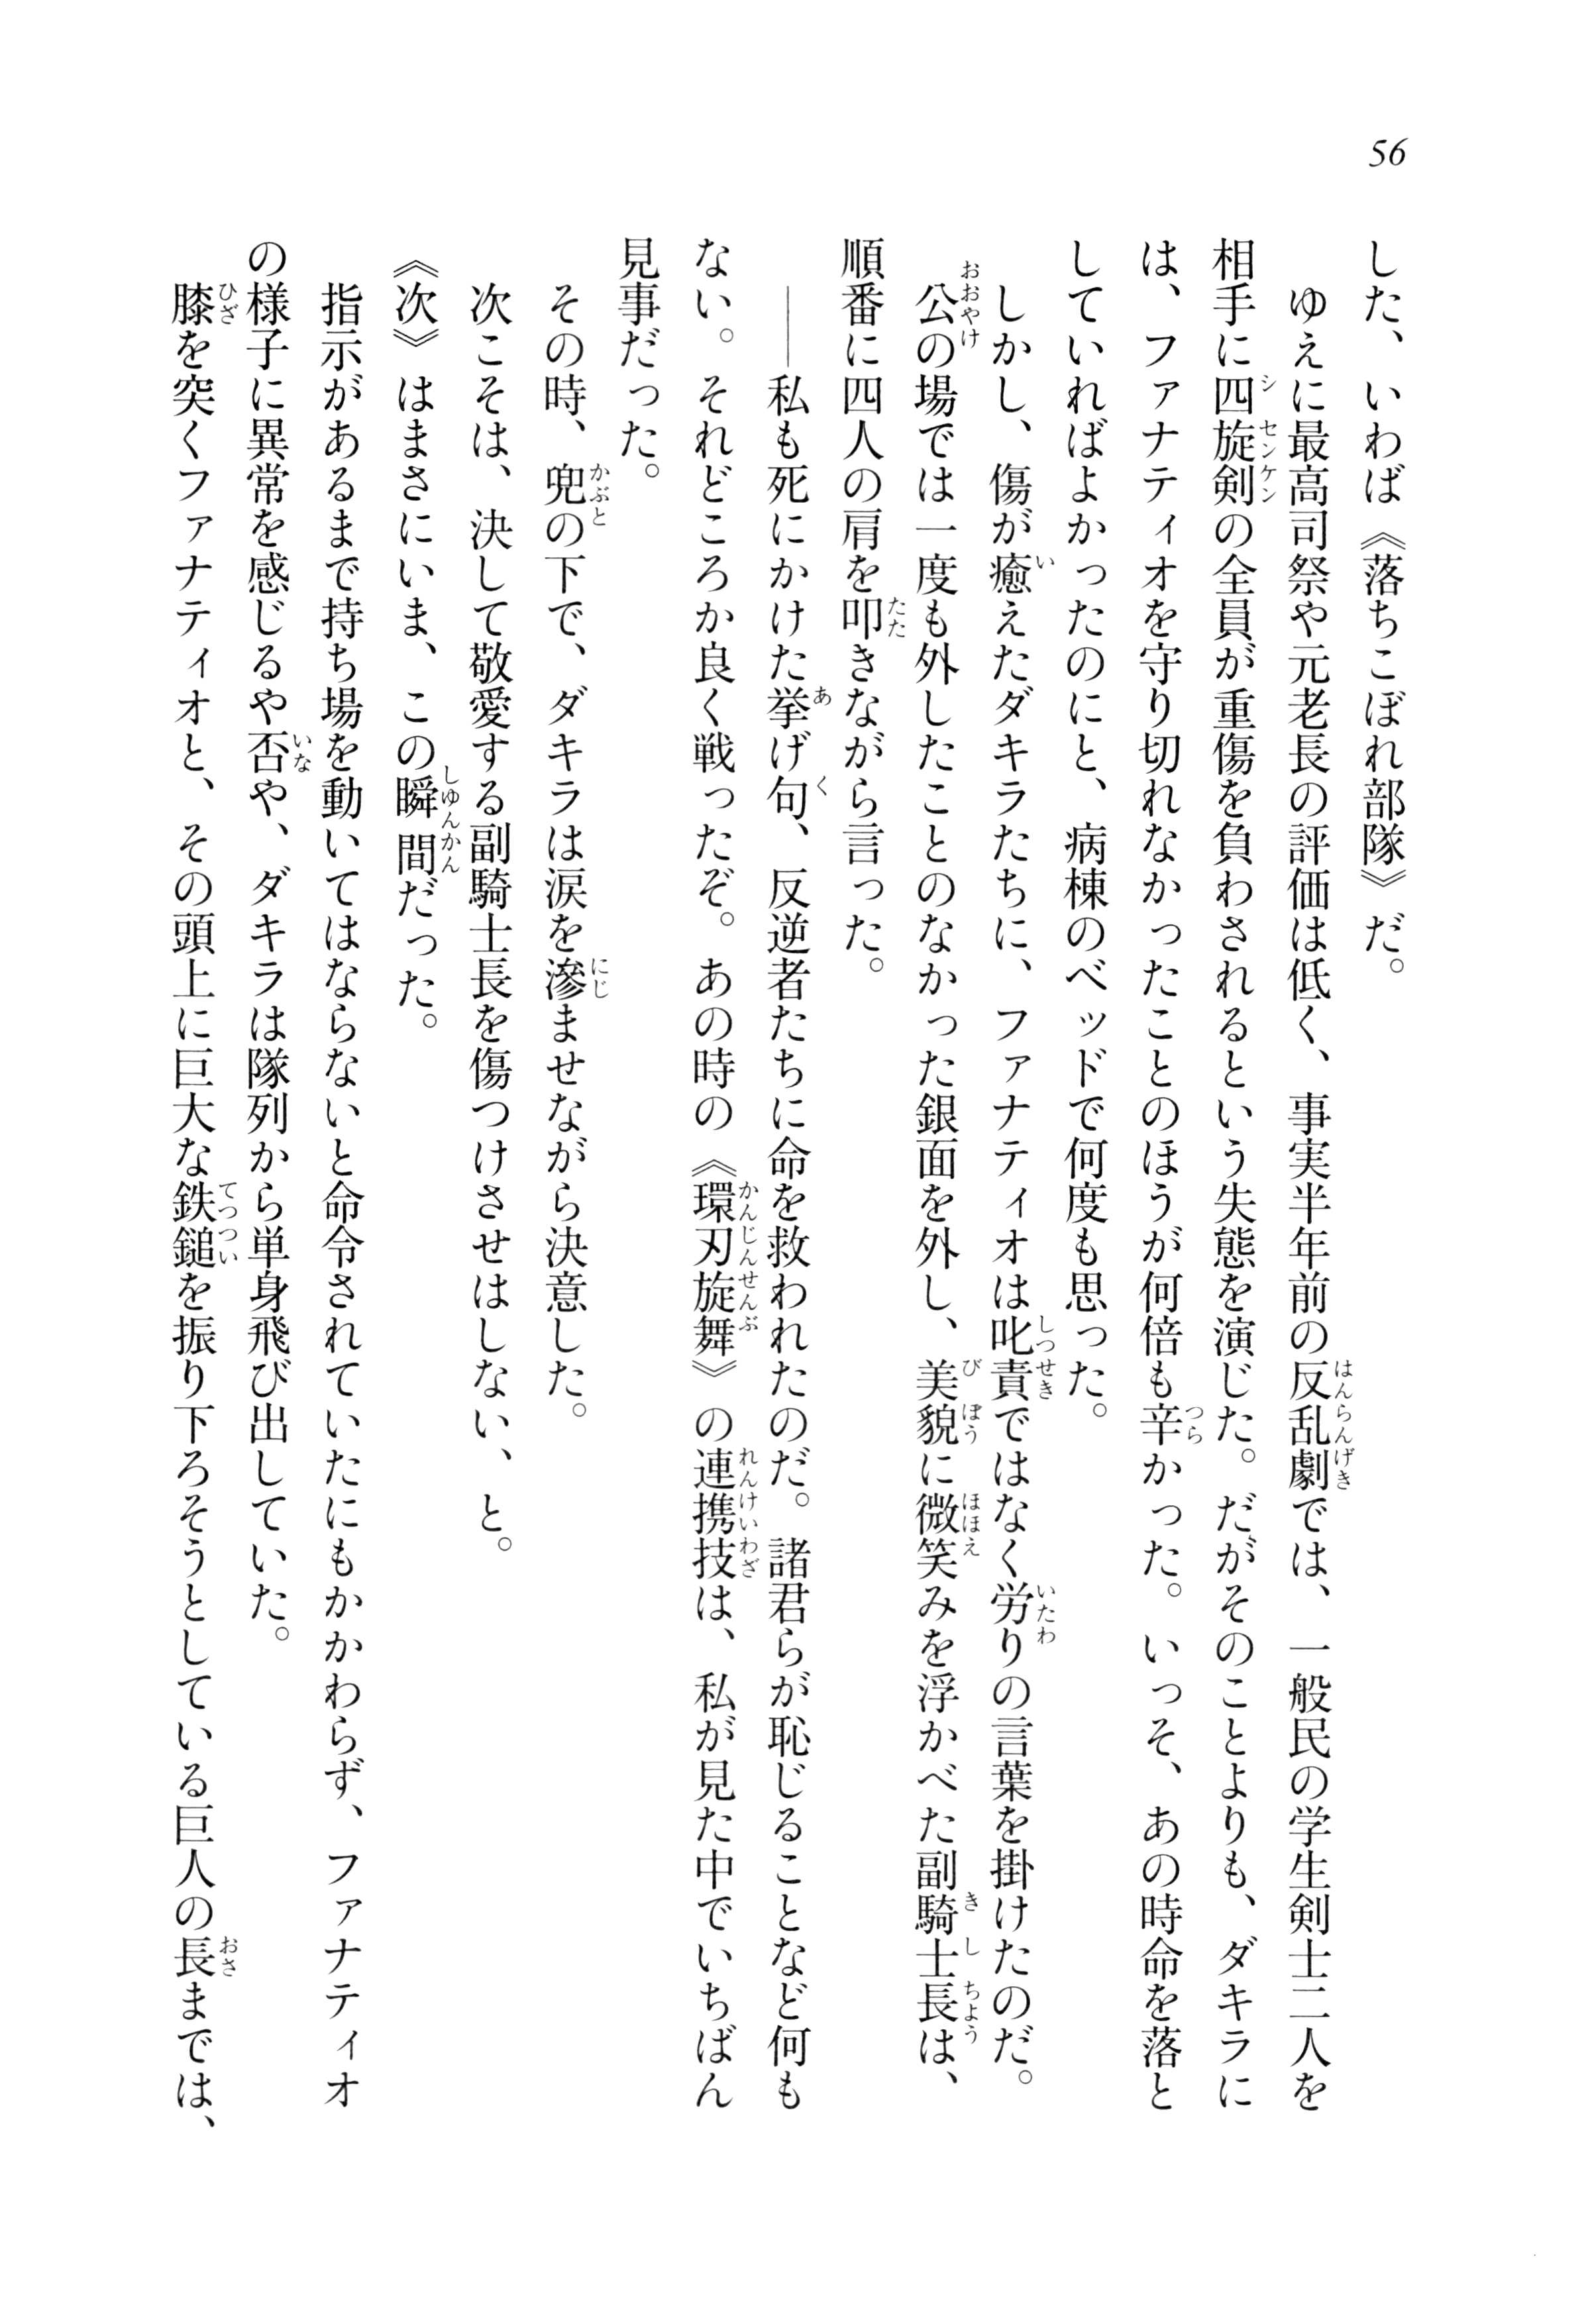 56
した、いわば《落ちこぼれ部隊》だ。
ゆえに最高司祭や元老長の評価は低く、事実半年前の反乱劇では、一般民の学生剣士二人を
相手に四旋剣の全員が重傷を負わされるという失態を演じた。だがそのことよりも、ダキラに
は、ファナティオを守り切れなかったことのほうが何倍も辛かった。いっそ、あの時命を落と
していればよかったのにと、病棟のベッドで何度も思った。
しかし、傷が癒えたダキラたちに、ファナティオは叱責ではなく労りの言葉を掛けたのだ。
公の場では一度も外したことのなかった銀面を外し、美貌に微笑みを浮かべた副騎士長は、
順番に四人の肩を叩きながら言った。
――私も死にかけた挙げ句、反逆者たちに命を救われたのだ。諸君らが恥じることなど何も
ない。それどころか良く戦ったぞ。あの時の《環刃旋舞》の連携技は、私が見た中でいちばん
見事だった。
その時、兜の下で、ダキラは涙を滲ませながら決意した。
次こそは、決して敬愛する副騎士長を傷つけさせはしない、と。
《次》はまさにいま、この瞬間だった。
指示があるまで持ち場を動いてはならないと命令されていたにもかかわらず、ファナティオ
の様子に異常を感じるや否や、ダキラは隊列から単身飛び出していた。
膝を突くファナティオと、その頭上に巨大な鉄鎚を振り下ろそうとしている巨人の長までは、